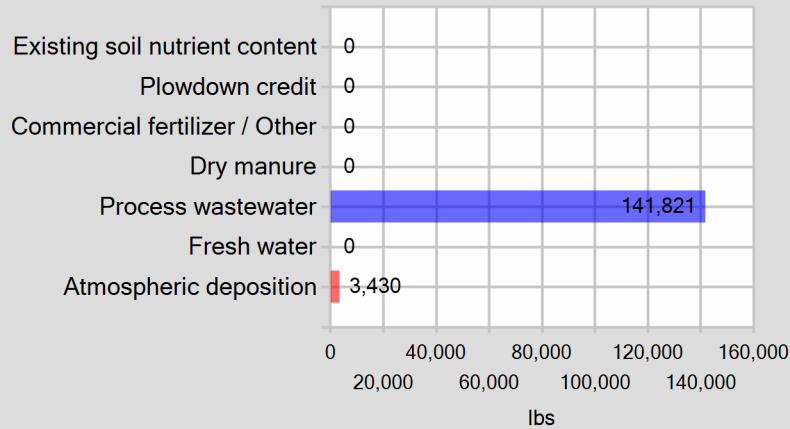 Existing soil nutrient content 0
Plowdown credit 0
Commercial fertilizer / Other 0
Dry manure 0
Process wastewater 141,821
Fresh water 0
Atmospheric deposition 3,430
0 40,000 80,000 120,000 160,000
20,000 60,000 100,000 140,000
lbs